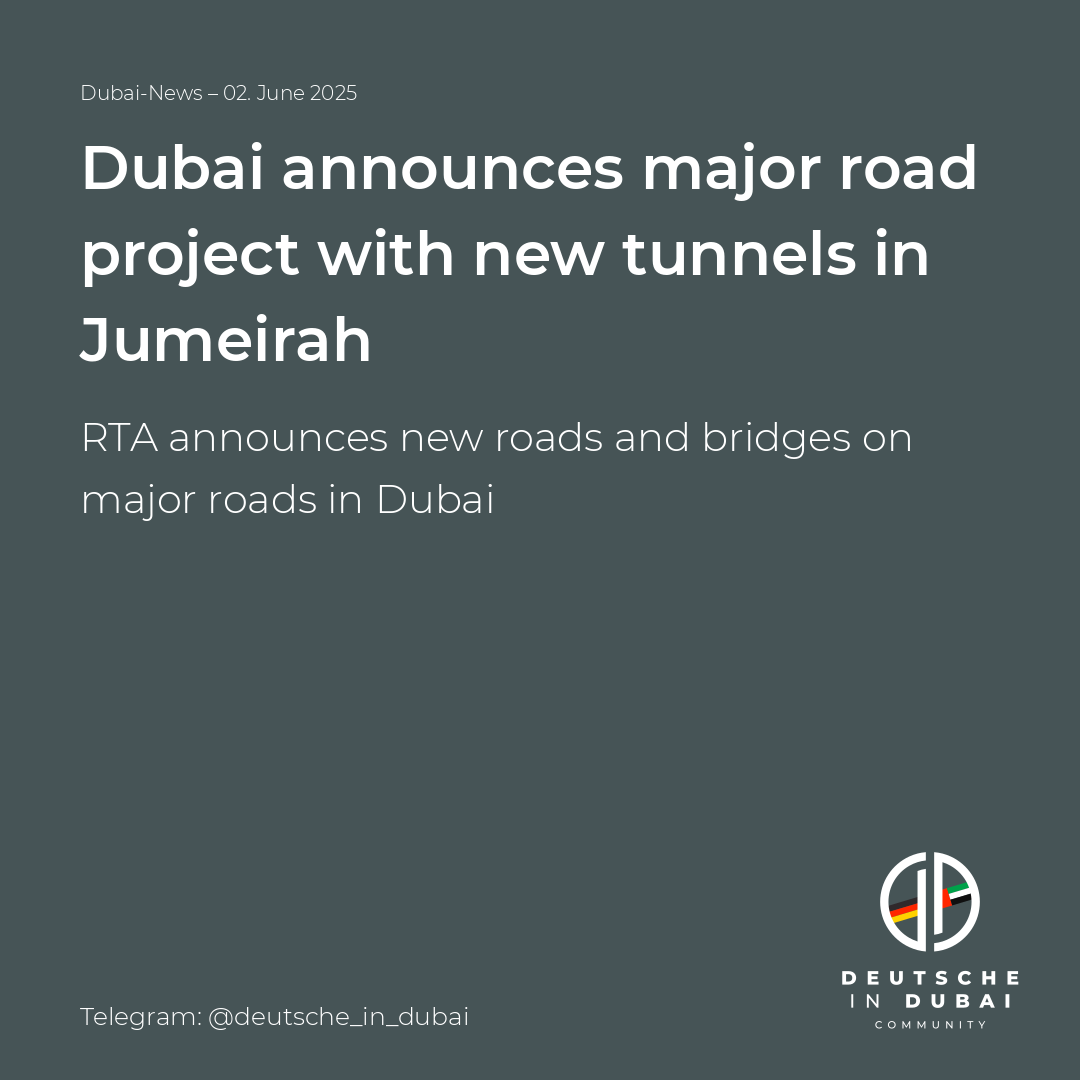 Dubai-News – 02. June 2025
Dubai announces major road
project with new tunnels in
Jumeirah
RTA announces new roads and bridges on
major roads in Dubai
DEUTSCHE
IN DUBAI
COMMUNITY
Telegram: @deutsche_in_dubai